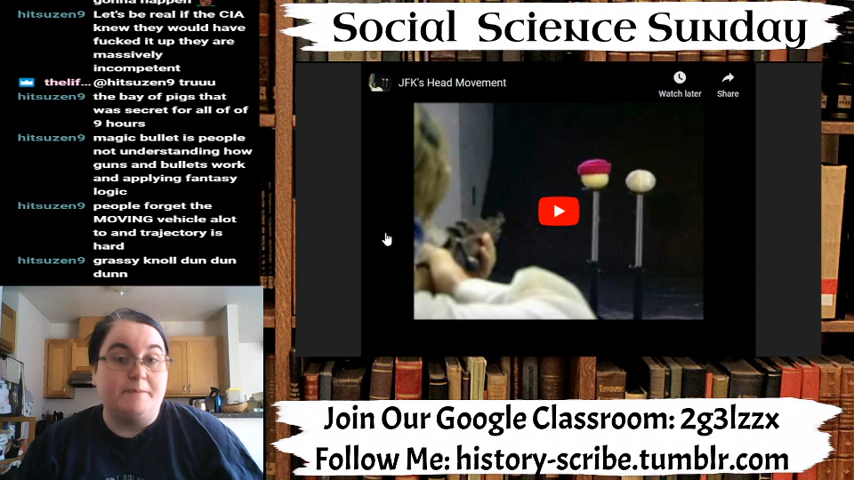 gonna happen
hitsuzen9 Let's be real if the CIA
knew they would have
fucked it up they are
massively
incompetent
thelif... @hitsuzen9 truuu
hitsuzen9 the bay of pigs that
was secret for all of of
9 hours
hitsuzen9 magic bullet is people
not understanding how
guns and bullets work
and applying fantasy
logic
hitsuzen9 people forget the
MOVING vehicle alot
to and trajectory is
hard
hitsuzen9 grassy knoll dun dun
dunn
Social Science Sunday
JFK's Head Movement
Watch later
Share
Join Our Google Classroom: 2g3lzzx
Follow Me: history-scribe.tumblr.com